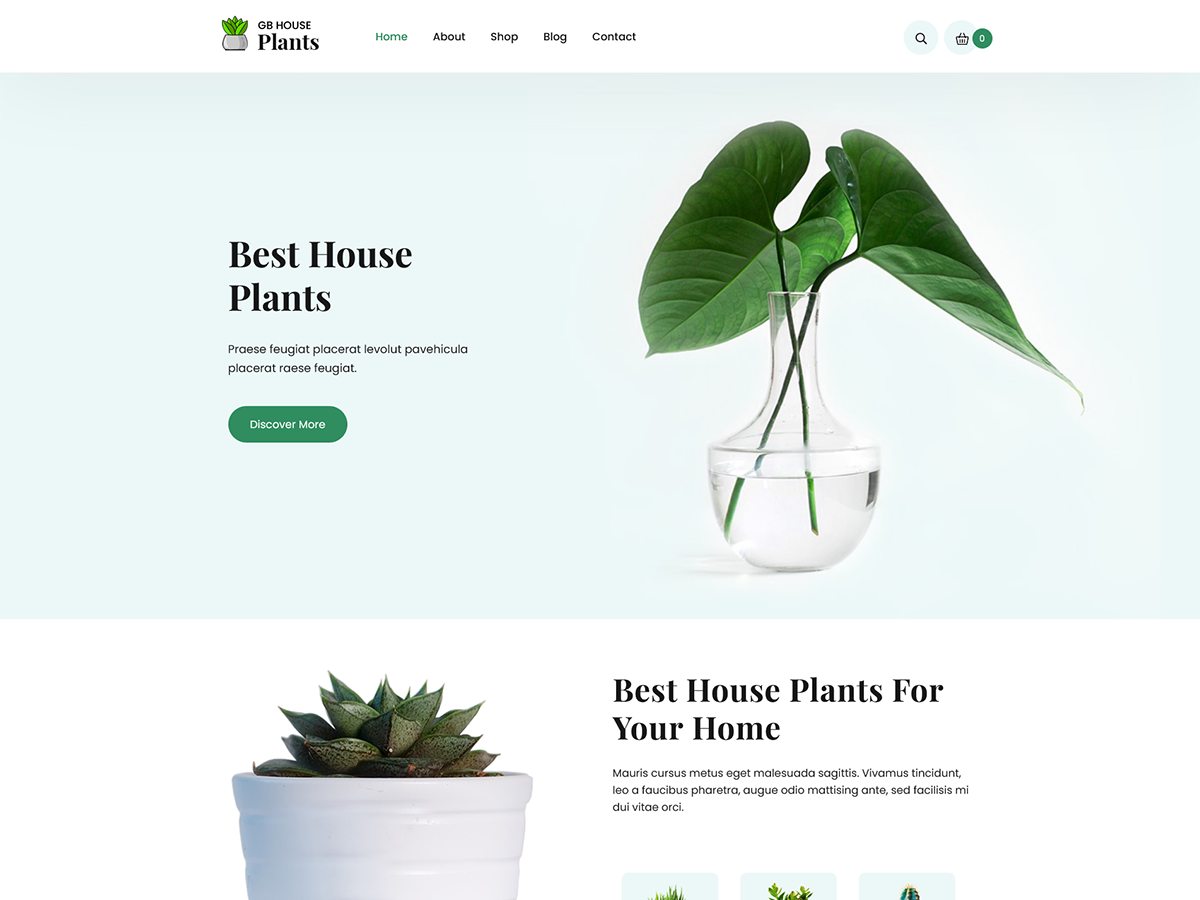 GB HOUSE
Plants
Home
About
Shop
Blog
Contact
0
Best House
Plants
Praese feugiat placerat levolut pavehicula
placerat raese feugiat.
Discover More
Best House Plants For
Your Home
Mauris cursus metus eget malesuada sagittis. Vivamus tincidunt,
leo a faucibus pharetra, augue odio mattising ante, sed facilisis mi
dui vitae orci.